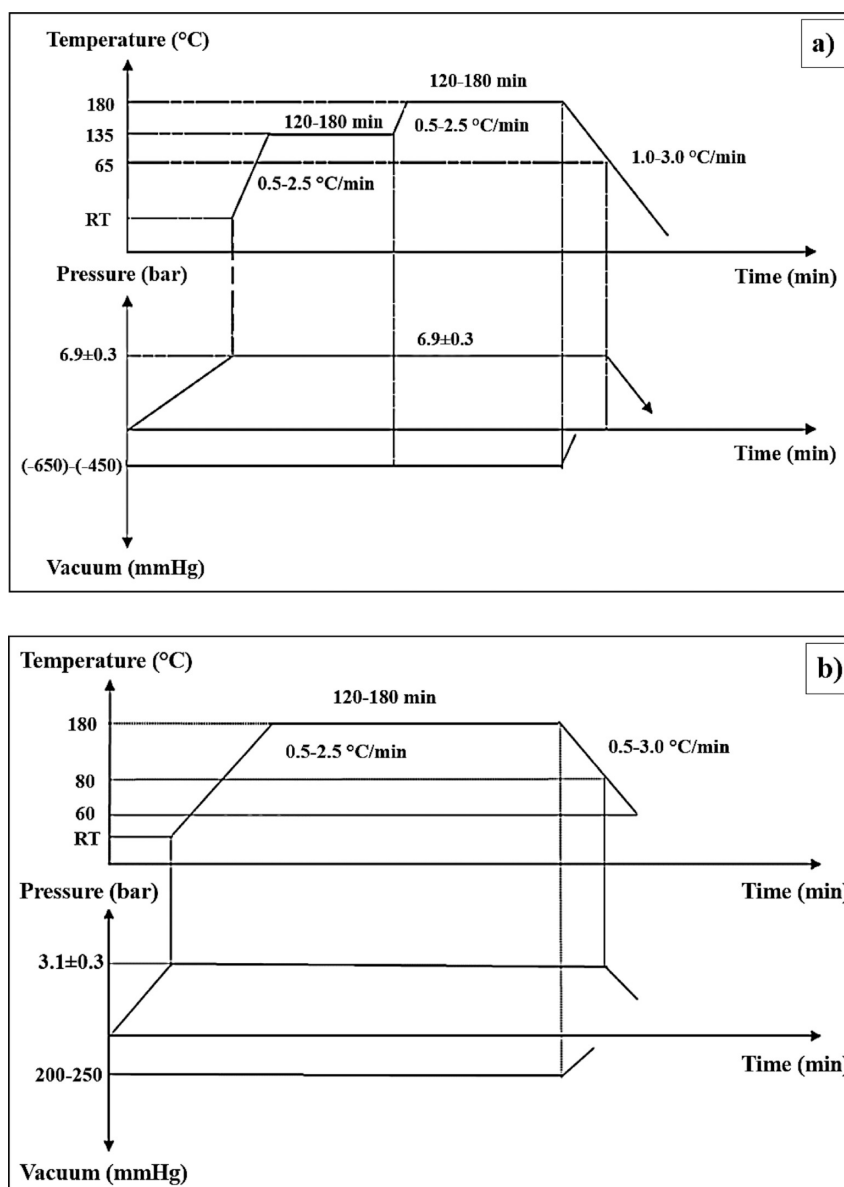 Temperature (°C)
a)
120-180 min
180
120-180 min
0.5-2.5 °C/min
135
1.0-3.0 °C/min
65
0.5-2.5 °C/min
RT
Pressure (bar)
Time (min)
6.9±0.3
6.9±0.3
Time (min)
(-650)-(-450)
Vacuum (mmHg)
Temperature (°C)
b)
120-180 min
180
0.5-2.5 °C/min
0.5-3.0 °C/min
80
60
RT
Pressure (bar)
Time (min)
3.1±0.3
Time (min)
200-250
Vacuum (mmHg)